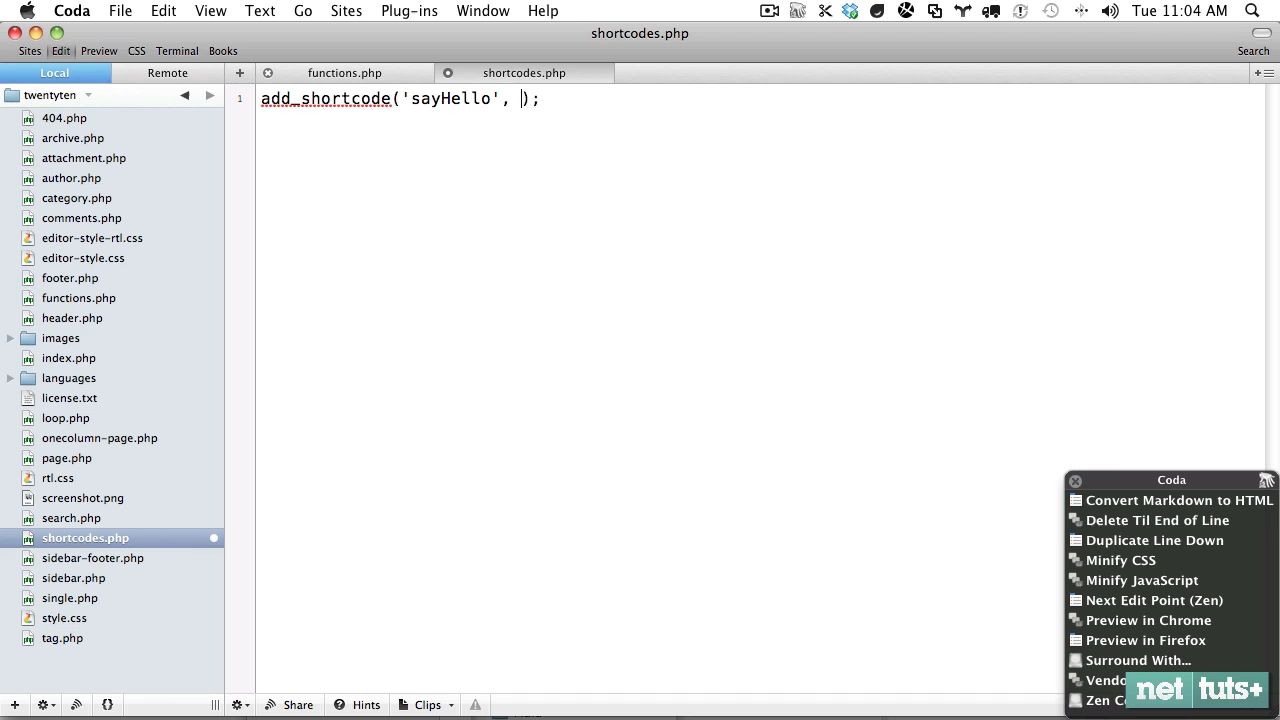 Coda File Edit View Text Go Sites Plug-ins Window Help Tue 11:04 AM
shortcodes.php
Sites Edit Preview CSS Terminal Books Search
Local Remote functions.php shortcodes.php
twentyten
1 add_shortcode('sayHello', );
404.php
archive.php
attachment.php
author.php
category.php
comments.php
editor-style-rtl.css
editor-style.css
footer.php
functions.php
header.php
images
index.php
languages
license.txt
loop.php
onecolumn-page.php
page.php
rtl.css
screenshot.png
search.php
shortcodes.php
sidebar-footer.php
sidebar.php
single.php
style.css
tag.php
Coda
Convert Markdown to HTML
Delete Til End of Line
Duplicate Line Down
Minify CSS
Minify JavaScript
Next Edit Point (Zen)
Preview in Chrome
Preview in Firefox
Surround With...
Zen
net tuts+
Share Hints Clips